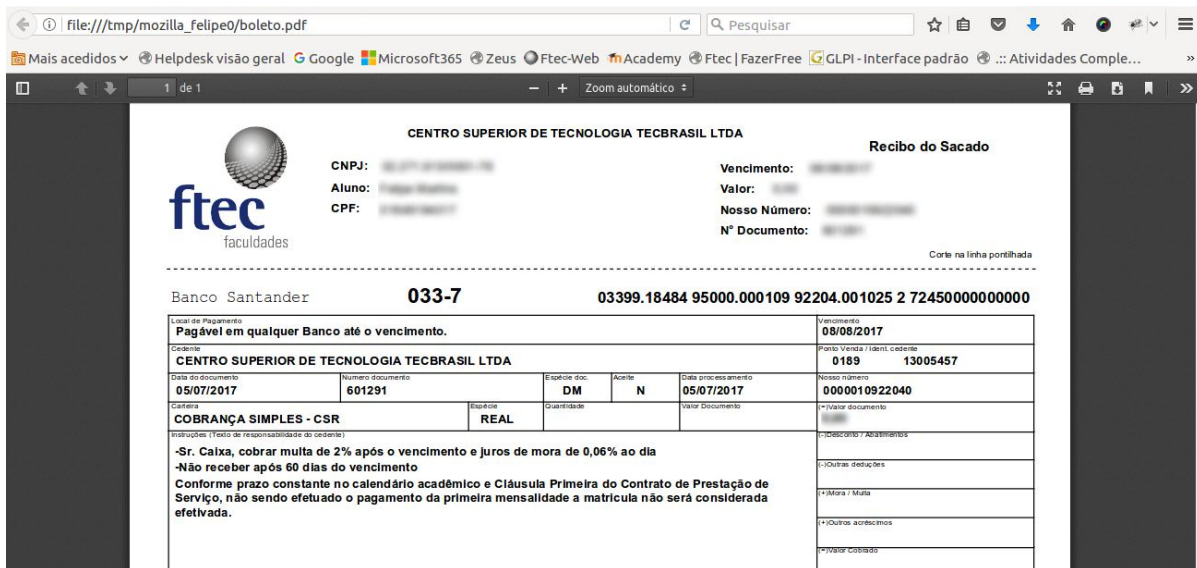 file:///tmp/mozilla_felipe0/boleto.pdf
Pesquisar
Mais acedidos Helpdesk visão geral Google Microsoft365 Zeus Ftec-Web Academy Ftec | FazerFree GLPI - Interface padrão .:: Atividades Comple...
1 de 1
Zoom automático
CENTRO SUPERIOR DE TECNOLOGIA TECBRASIL LTDA
Recibo do Sacado
ftec
faculdades
CNPJ:
Aluno:
CPF:
Vencimento:
Valor:
Nosso Número:
N° Documento:
Corte na linha pontilhada
Banco Santander 033-7 03399.18484 95000.000109 92204.001025 2 72450000000000
Local de Pagamento
Pagável em qualquer Banco até o vencimento.
Vencimento
08/08/2017
Cedente
CENTRO SUPERIOR DE TECNOLOGIA TECBRASIL LTDA
Ponto Venda / Ident. cedente
0189 13005457
Data do documento Numero documento Espécie doc. Aceite Data processamento Nosso número
05/07/2017 601291 DM N 05/07/2017 0000010922040
Carteira Espécie Quantidade Valor Documento (=)Valor documento
COBRANÇA SIMPLES - CSR REAL
Instruções (Texto de responsabilidade do cedente)
-Sr. Caixa, cobrar multa de 2% após o vencimento e juros de mora de 0,06% ao dia
-Não receber após 60 dias do vencimento
Conforme prazo constante no calendário acadêmico e Cláusula Primeira do Contrato de Prestação de
Serviço, não sendo efetuado o pagamento da primeira mensalidade a matricula não será considerada
efetivada.
(-)Desconto / Abatimentos
(-)Outras deduções
(+)Mora / Multa
(+)Outros acréscimos
(=)Valor Cobrado